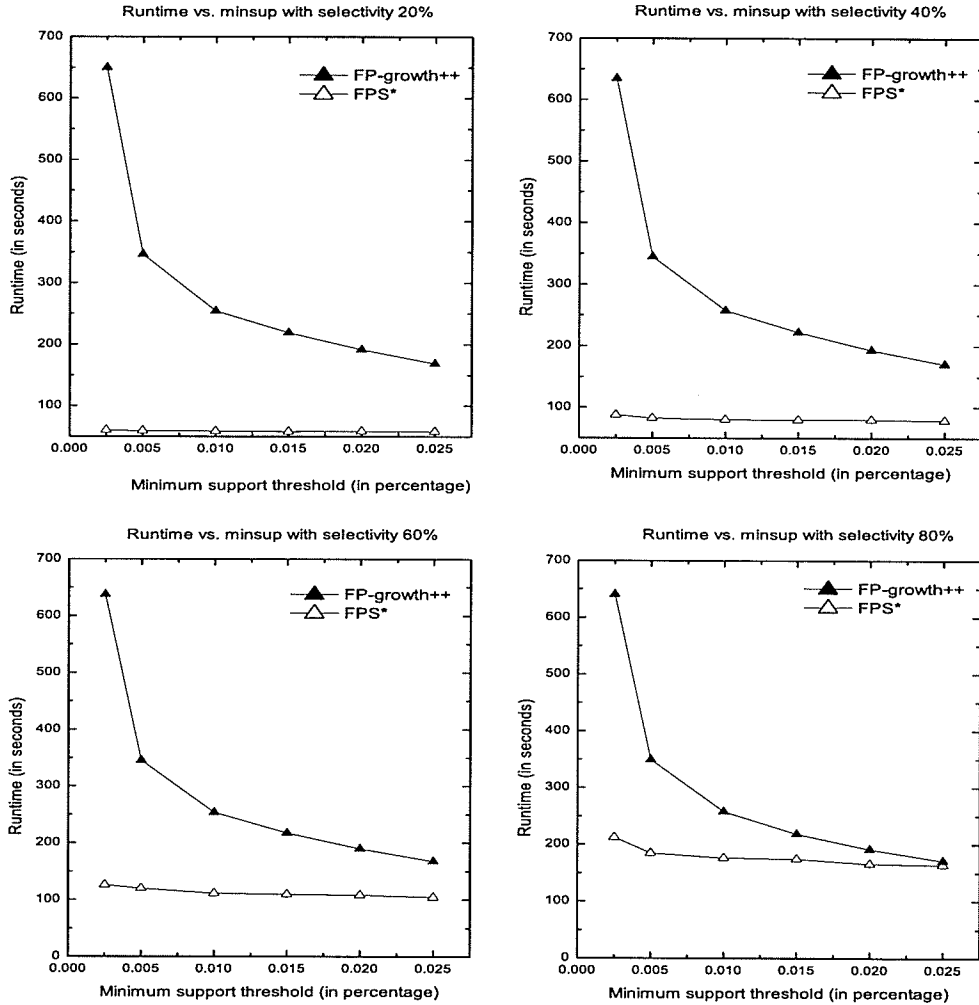 Runtime vs. minsup with selectivity 20%
700
600
500
400
300
200
100
Runtime (in seconds)
FP-growth++
FPS*
0.000 0.005 0.010 0.015 0.020 0.025
Minimum support threshold (in percentage)
Runtime vs. minsup with selectivity 40%
700
600
500
400
300
200
100
Runtime (in seconds)
FP-growth++
FPS*
0.000 0.005 0.010 0.015 0.020 0.025
Minimum support threshold (in percentage)
Runtime vs. minsup with selectivity 60%
700
600
500
400
300
200
100
0
Runtime (in seconds)
FP-growth++
FPS*
0.000 0.005 0.010 0.015 0.020 0.025
Minimum support threshold (in percentage)
Runtime vs. minsup with selectivity 80%
700
600
500
400
300
200
100
0
Runtime (in seconds)
FP-growth++
FPS*
0.000 0.005 0.010 0.015 0.020 0.025
Minimum support threshold (in percentage)